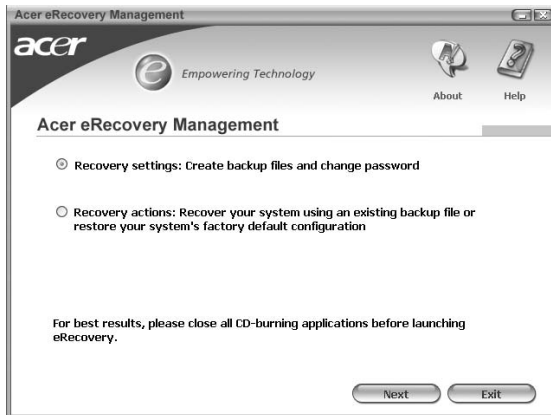 Acer eRecovery Management
acer
e Empowering Technology
About Help
Acer eRecovery Management
Recovery settings: Create backup files and change password
Recovery actions: Recover your system using an existing backup file or
restore your system's factory default configuration
For best results, please close all CD-burning applications before launching
eRecovery.
Next Exit